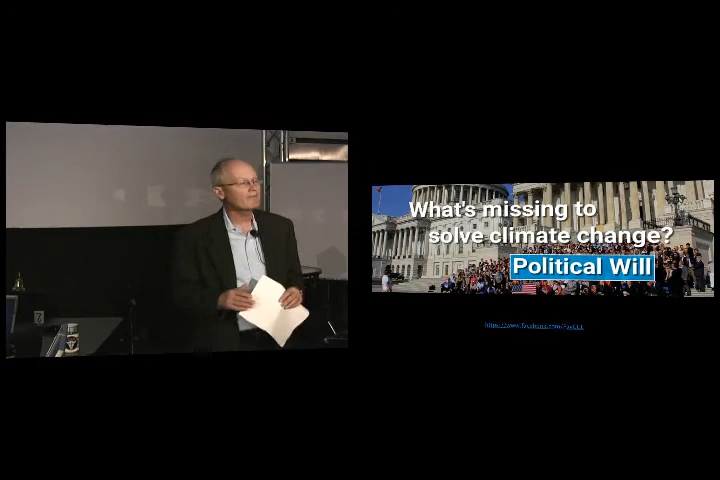 What's missing to
solve climate change?
Political Will